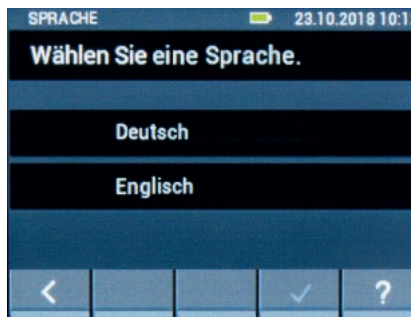 SPRACHE 23.10.2018 10:1
Wählen Sie eine Sprache.
Deutsch
Englisch
?